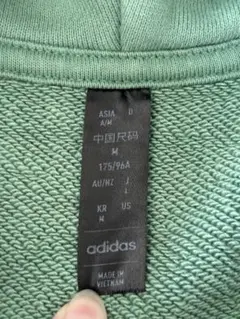 ASIA D
A/M
中国尺码
M
175/96A
AU/NZ J
L
KR US
M
adidas
MADE IN
VIETNAM